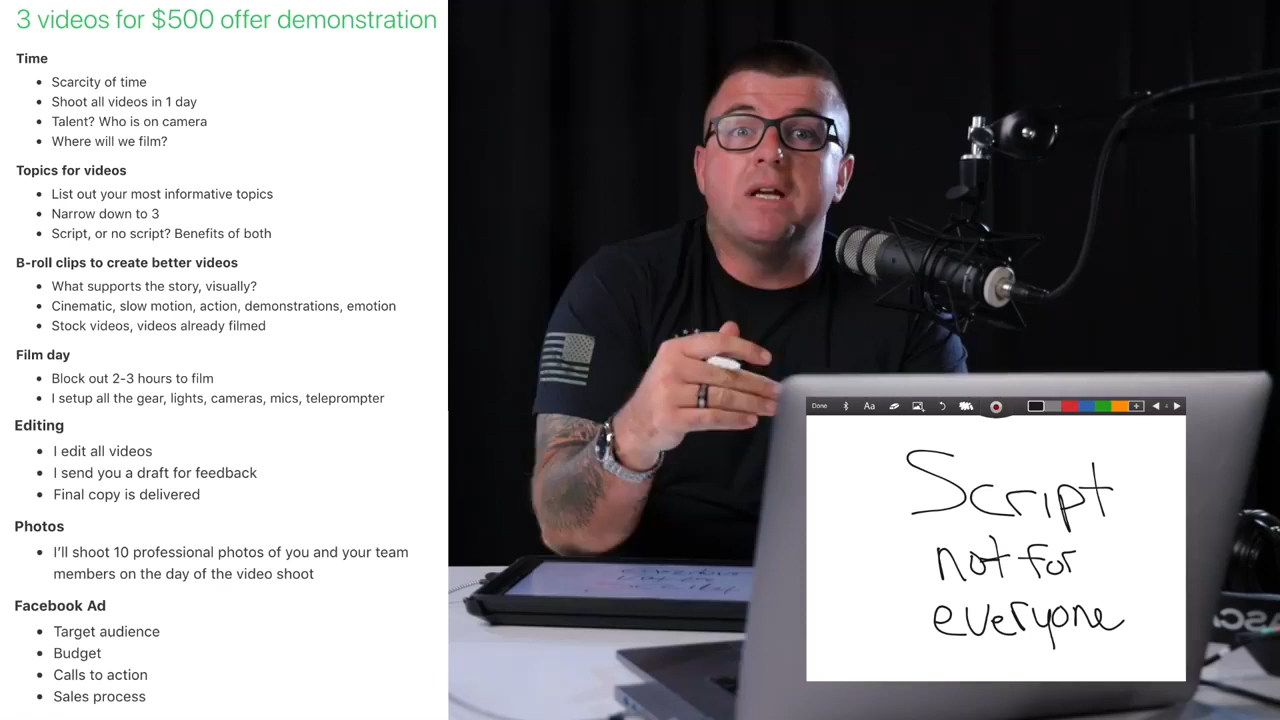 3 videos for $500 offer demonstration
Time
• Scarcity of time
• Shoot all videos in 1 day
• Talent? Who is on camera
• Where will we film?
Topics for videos
• List out your most informative topics
• Narrow down to 3
• Script, or no script? Benefits of both
B-roll clips to create better videos
• What supports the story, visually?
• Cinematic, slow motion, action, demonstrations, emotion
• Stock videos, videos already filmed
Film day
• Block out 2-3 hours to film
• I setup all the gear, lights, cameras, mics, teleprompter
Editing
• I edit all videos
• I send you a draft for feedback
• Final copy is delivered
Photos
• I'll shoot 10 professional photos of you and your team
members on the day of the video shoot
Facebook Ad
• Target audience
• Budget
• Calls to action
• Sales process
Done Aa
Script
not for
everyone